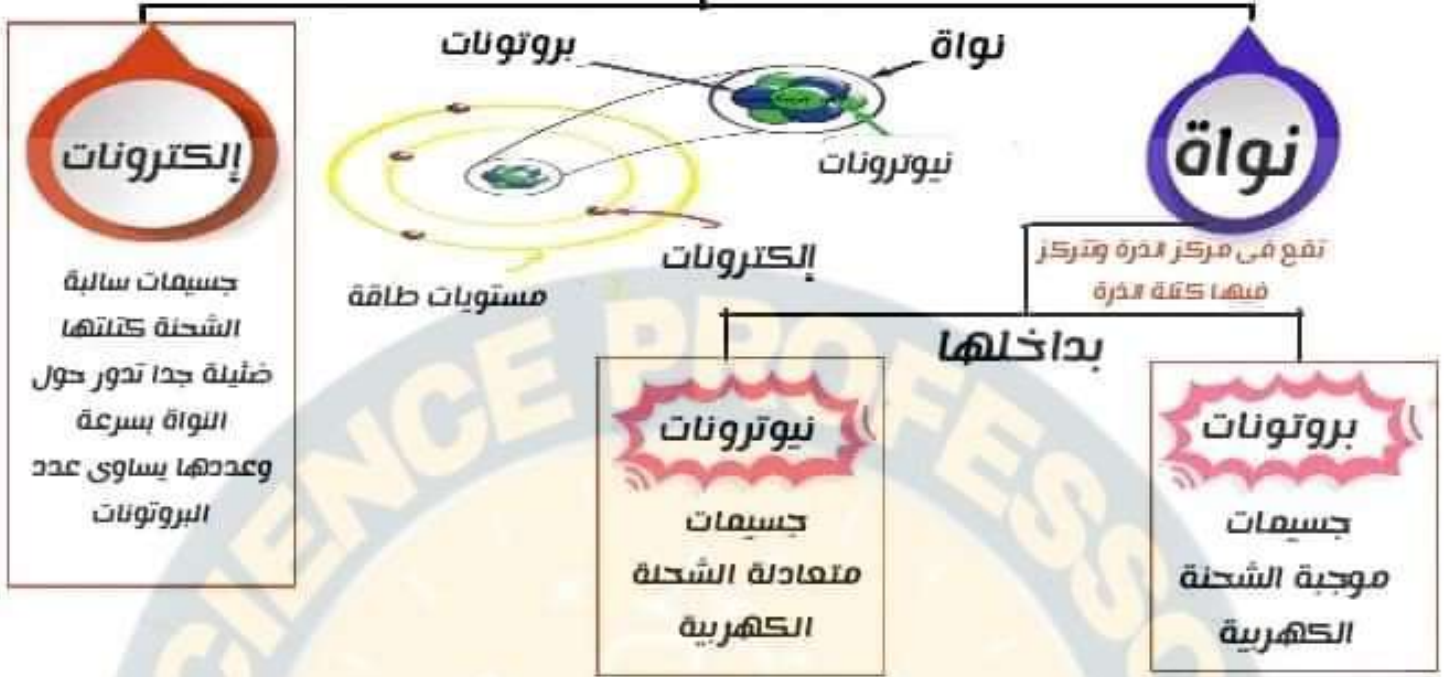 نواة
تقع فى مركز الذرة وتتركز
فيها كتلة الذرة
بداخلها
بروتونات
جسيمات
موجبة الشحنة
الكهربية
نيوترونات
جسيمات
متعادلة الشحنة
الكهربية
نواة
بروتونات
نيوترونات
إلكترونات
مستويات طاقة
إلكترونات
جسيمات سالبة
الشحنة كتلتها
ضئيلة جدا تدور حول
النواة بسرعة
وعددها يساوى عدد
البروتونات
SCIENCE PROFESSO